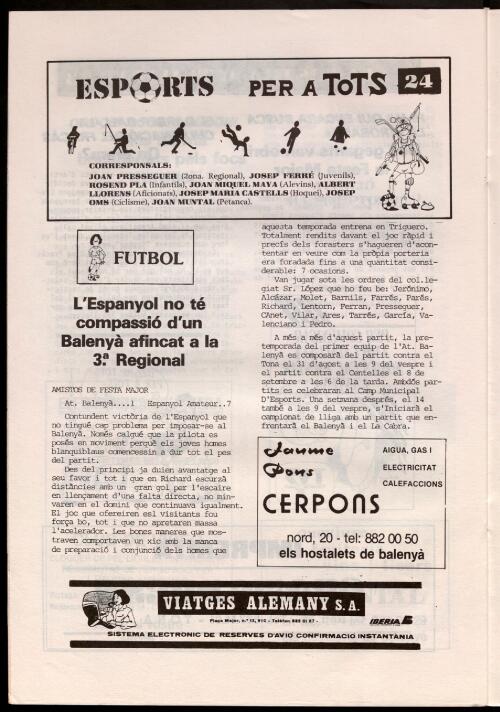 ESPORTS PER A TOTS 24
CORRESPONSALS:
JOAN PRESSEGUER (Zona. Regional), JOSEP FERRÉ (Juvenils),
ROSEND PLA (Infantils), JOAN MIQUEL MAYA (Alevins), ALBERT
LLORENS (Aficionats), JOSEP MARIA CASTELLS (Hoquei), JOSEP
OMS (Ciclisme), JOAN MUNTAL (Petanca).
FUTBOL
L'Espanyol no té
compassió d'un
Balenyà afincat a la
3.ª Regional
AMISTOS DE FESTA MAJOR
At. Balenyà....1 Espanyol Amateur..7
Contundent victòria de l'Espanyol que
no tingué cap problema per imposar-se al
Balenyà. Només calgué que la pilota es
posés en moviment perquè els joves homes
blanquiblaus comencessin a dur tot el pes
del partit.
Des del principi ja duien avantatge al
seu favor i tot i que en Richard escurzà
distàncies amb un gran gol per l'escaire
en llençament d'una falta directa, no min-
varen en el domini que continuava igualment.
El joc que ofereiren esl visitants fou
força bo, tot i que no apretaren massa
l'acelerador. Les bones maneres que mos-
traven comportaven un xic amb la manca
de preparació i conjunció dels homes que
aquesta temporada entrena en Triguero.
Totalment rendits davant el joc ràpid i
precís dels forasters s'hagueren d'acon-
tentar en veure com la pròpia porteria
era foradada fins a una quantitat consi-
derable: 7 ocasions.
Van jugar sota les ordres del col.le-
giat Sr. López que ho feu be: Jerónimo,
Alcázar, Molet, Barnils, Farrés, Parés,
Richard, Lentorn, Ferran, Presseguer,
CAnet, Vilar, Ares, Tarrés, García, Va-
lenciano i Pedro.
A més a més d'aquest partit, la pre-
temporada del primer equip de l'At. Ba-
lenyà es composarà del partit contra el
Tona el 31 d'agost a les 9 del vespre i
el partit contra el Centelles el 8 de
setembre a les 6 de la tarda. Ambdós par-
tits es celebraran al Camp Municipal
D'Esports. Una setmana després, el 14
també a les 9 del vespre, s'Iniciarà el
campionat de lliga amb un partit que en-
frentarà el Balenyà i el La Cabra.
Jaume
Pons
AIGUA, GAS I
ELECTRICITAT
CALEFACCIONS
CERPONS
nord, 20 - tel: 882 00 50
els hostalets de balenyà
VIATGES ALEMANY S.A.
IBERIA
SISTEMA ELECTRONIC DE RESERVES D'AVIÓ CONFIRMACIO INSTANTÀNIA